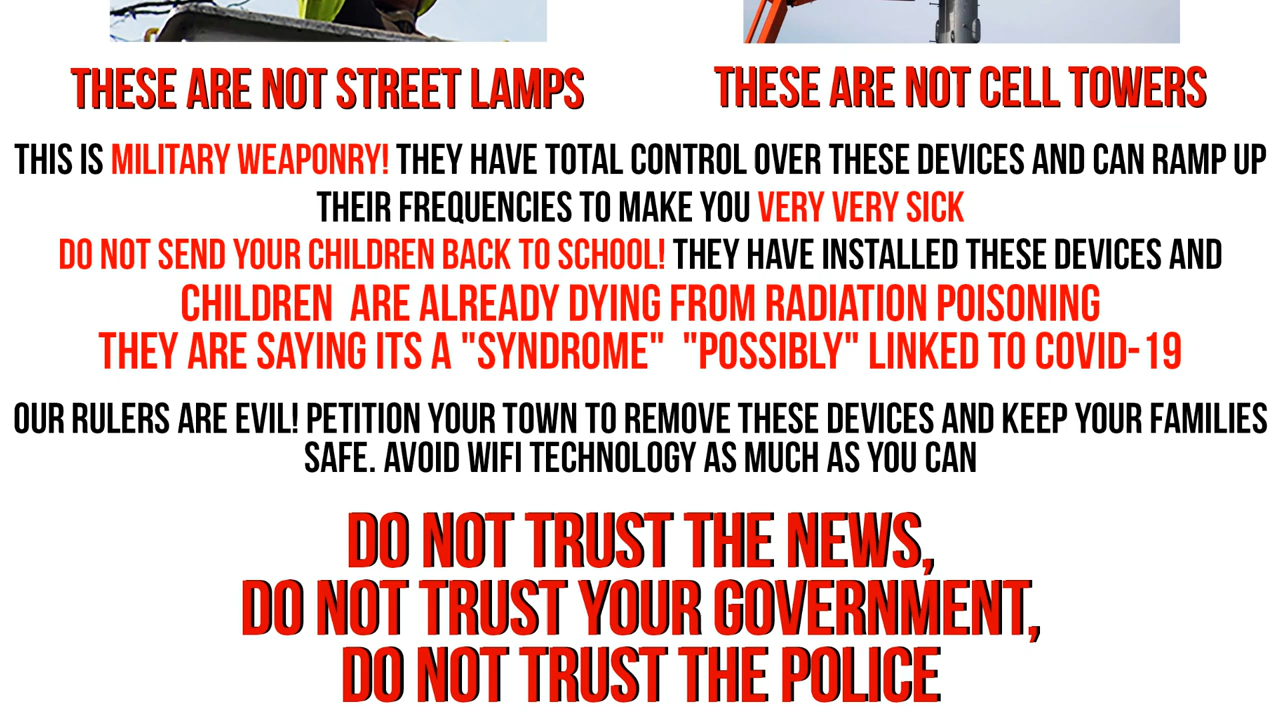 THESE ARE NOT STREET LAMPS
THESE ARE NOT CELL TOWERS
THIS IS MILITARY WEAPONRY! THEY HAVE TOTAL CONTROL OVER THESE DEVICES AND CAN RAMP UP
THEIR FREQUENCIES TO MAKE YOU VERY VERY SICK
DO NOT SEND YOUR CHILDREN BACK TO SCHOOL! THEY HAVE INSTALLED THESE DEVICES AND
CHILDREN ARE ALREADY DYING FROM RADIATION POISONING
THEY ARE SAYING ITS A "SYNDROME" "POSSIBLY" LINKED TO COVID-19
OUR RULERS ARE EVIL! PETITION YOUR TOWN TO REMOVE THESE DEVICES AND KEEP YOUR FAMILIES
SAFE. AVOID WIFI TECHNOLOGY AS MUCH AS YOU CAN
DO NOT TRUST THE NEWS,
DO NOT TRUST YOUR GOVERNMENT,
DO NOT TRUST THE POLICE